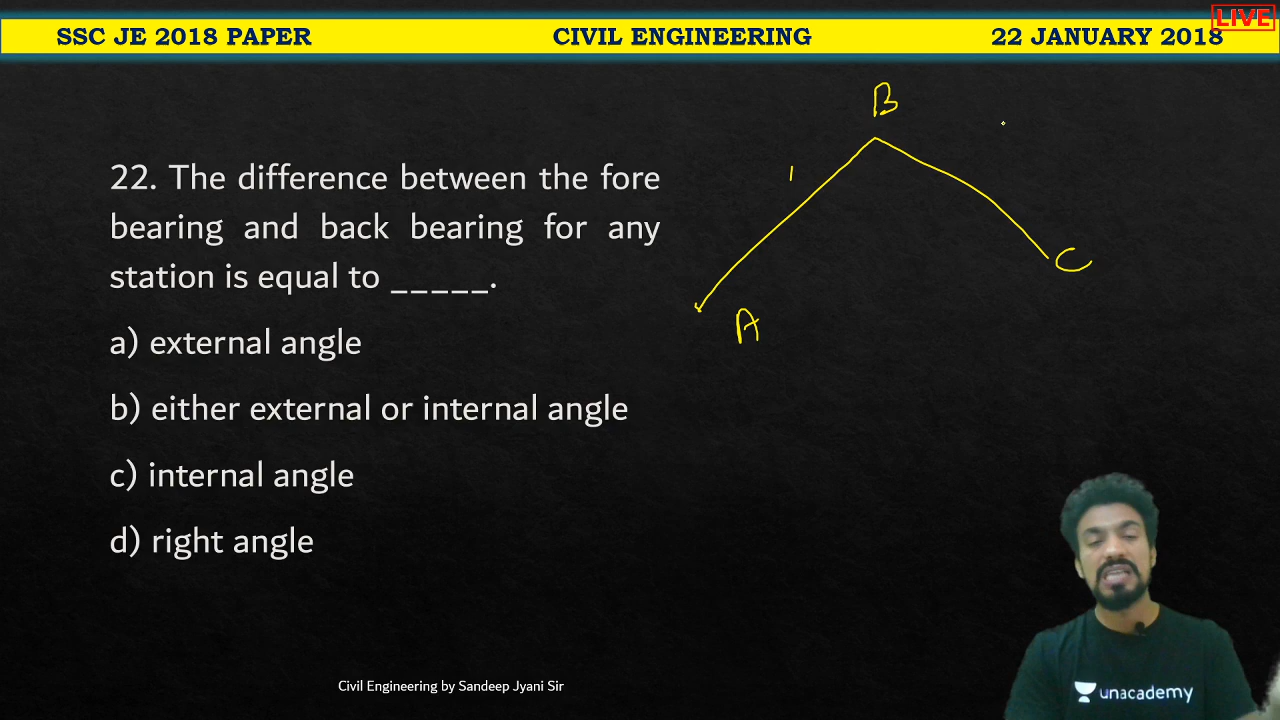 LIVE
SSC JE 2018 PAPER CIVIL ENGINEERING 22 JANUARY 2018
22. The difference between the fore
bearing and back bearing for any
station is equal to _____.
a) external angle
b) either external or internal angle
c) internal angle
d) right angle
B
A
C
Civil Engineering by Sandeep Jyani Sir
unacademy